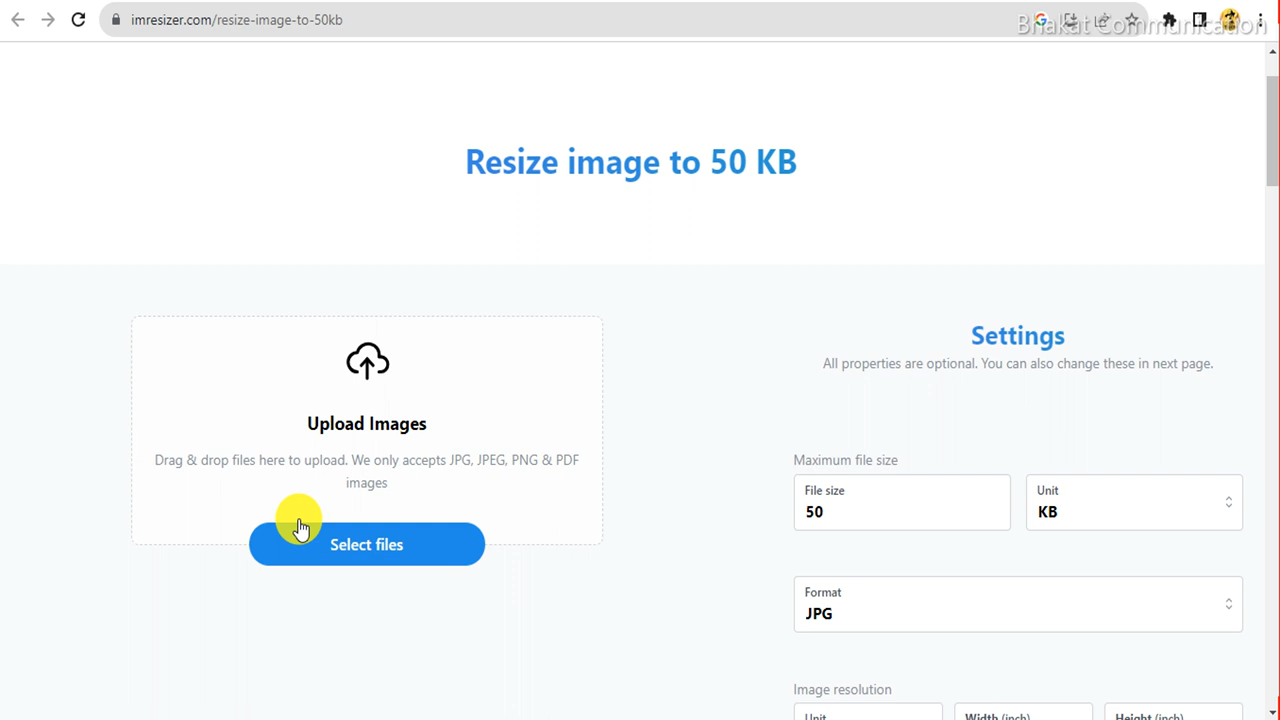 imresizer.com/resize-image-to-50kb
Bhakat Communication
Resize image to 50 KB
Upload Images
Drag & drop files here to upload. We only accepts JPG, JPEG, PNG & PDF
images
Select files
Settings
All properties are optional. You can also change these in next page.
Maximum file size
File size
50
Unit
KB
Format
JPG
Image resolution
Unit
Width (inch)
Height (inch)